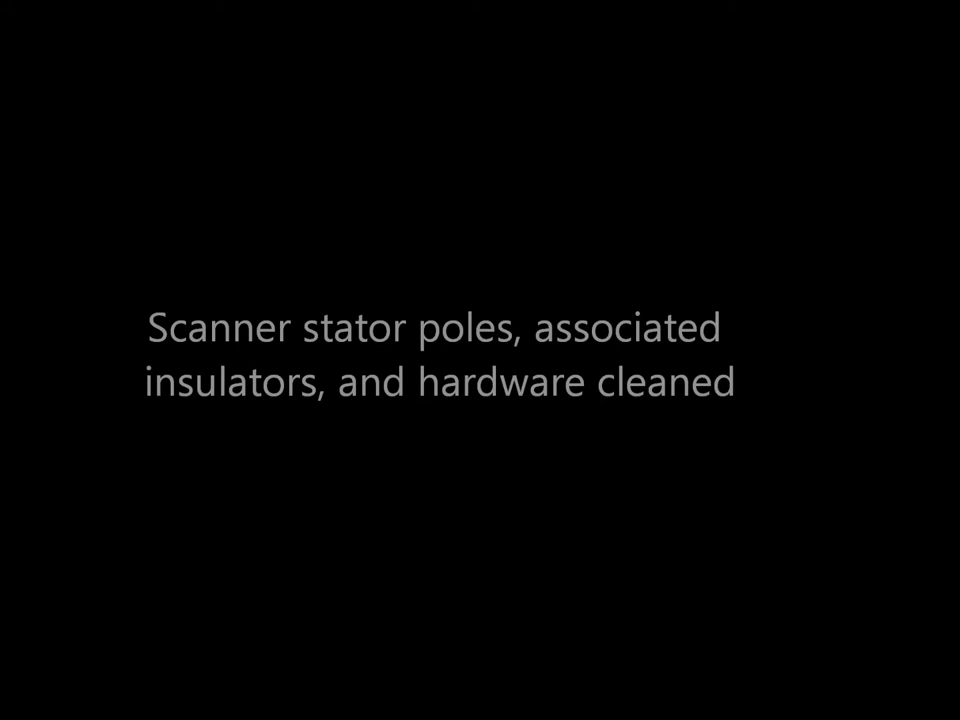 Scanner stator poles, associated
insulators, and hardware cleaned